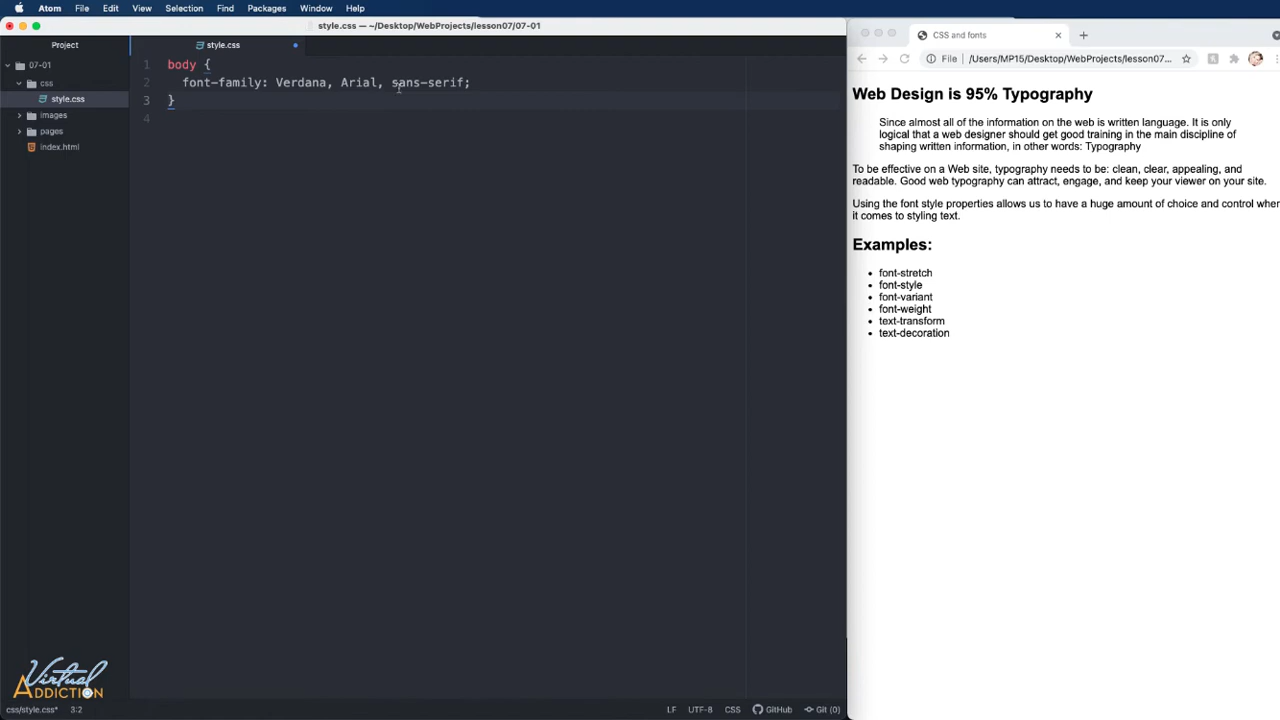 Atom File Edit View Selection Find Packages Window Help
style.css — ~/Desktop/WebProjects/lesson07/07-01
Project
style.css
07-01
css
style.css
images
pages
index.html
1 body {
2 font-family: Verdana, Arial, sans-serif;
3 }
4
CSS and fonts
File /Users/MP15/Desktop/WebProjects/lesson07...
Web Design is 95% Typography
Since almost all of the information on the web is written language. It is only
logical that a web designer should get good training in the main discipline of
shaping written information, in other words: Typography
To be effective on a Web site, typography needs to be: clean, clear, appealing, and
readable. Good web typography can attract, engage, and keep your viewer on your site.
Using the font style properties allows us to have a huge amount of choice and control when
it comes to styling text.
Examples:
• font-stretch
• font-style
• font-variant
• font-weight
• text-transform
• text-decoration
Virtual
ADDICTION
css/style.css* 3:2
LF UTF-8 CSS GitHub Git (0)